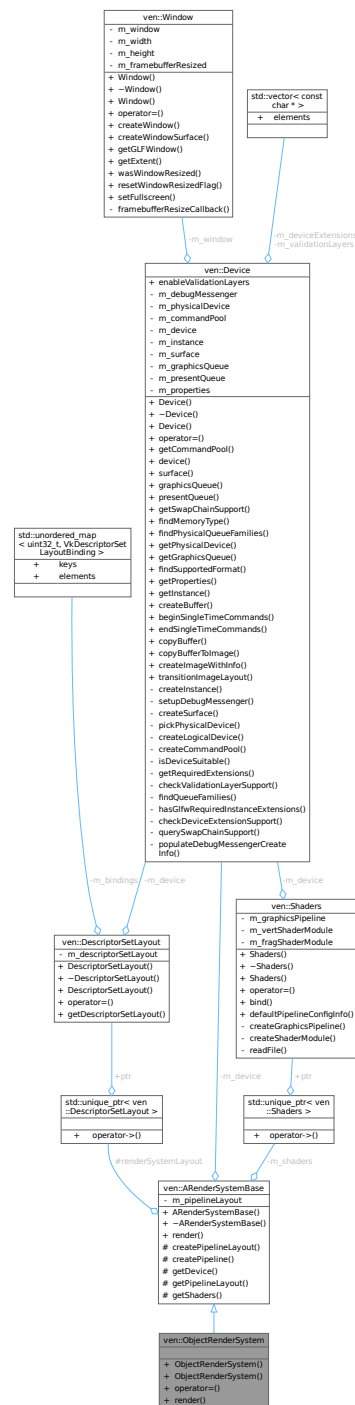 ven::Window
- m_window
- m_width
- m_height
- m_framebufferResized
+ Window()
+ ~Window()
+ Window()
+ operator=()
+ createWindow()
+ createWindowSurface()
+ getGLFWindow()
+ getExtent()
+ wasWindowResized()
+ resetWindowResizedFlag()
+ setFullscreen()
- framebufferResizeCallback()
std::vector< const
char * >
+ elements
-m_window
-m_deviceExtensions
-m_validationLayers
ven::Device
+ enableValidationLayers
- m_debugMessenger
- m_physicalDevice
- m_commandPool
- m_device
- m_instance
- m_surface
- m_graphicsQueue
- m_presentQueue
- m_properties
+ Device()
+ ~Device()
+ Device()
+ operator=()
+ getCommandPool()
+ device()
+ surface()
+ graphicsQueue()
+ presentQueue()
+ getSwapChainSupport()
+ findMemoryType()
+ findPhysicalQueueFamilies()
+ getPhysicalDevice()
+ getGraphicsQueue()
+ findSupportedFormat()
+ getProperties()
+ getInstance()
+ createBuffer()
+ beginSingleTimeCommands()
+ endSingleTimeCommands()
+ copyBuffer()
+ copyBufferToImage()
+ createImageWithInfo()
+ transitionImageLayout()
- createInstance()
- setupDebugMessenger()
- createSurface()
- pickPhysicalDevice()
- createLogicalDevice()
- createCommandPool()
- isDeviceSuitable()
- getRequiredExtensions()
- checkValidationLayerSupport()
- findQueueFamilies()
- hasGlfwRequiredInstanceExtensions()
- checkDeviceExtensionSupport()
- querySwapChainSupport()
- populateDebugMessengerCreate
Info()
std::unordered_map
< uint32_t, VkDescriptorSet
LayoutBinding >
+ keys
+ elements
-m_bindings
-m_device
-m_device
ven::DescriptorSetLayout
- m_descriptorSetLayout
+ DescriptorSetLayout()
+ ~DescriptorSetLayout()
+ DescriptorSetLayout()
+ operator=()
+ getDescriptorSetLayout()
ven::Shaders
- m_graphicsPipeline
- m_vertShaderModule
- m_fragShaderModule
+ Shaders()
+ ~Shaders()
+ Shaders()
+ operator=()
+ bind()
+ defaultPipelineConfigInfo()
- createGraphicsPipeline()
- createShaderModule()
- readFile()
+ptr
-m_device
+ptr
std::unique_ptr< ven
::DescriptorSetLayout >
+ operator->()
std::unique_ptr< ven
::Shaders >
+ operator->()
#renderSystemLayout
-m_shaders
ven::ARenderSystemBase
- m_pipelineLayout
+ ARenderSystemBase()
+ ~ARenderSystemBase()
+ render()
# createPipelineLayout()
# createPipeline()
# getDevice()
# getPipelineLayout()
# getShaders()
ven::ObjectRenderSystem
+ ObjectRenderSystem()
+ ObjectRenderSystem()
+ operator=()
+ render()